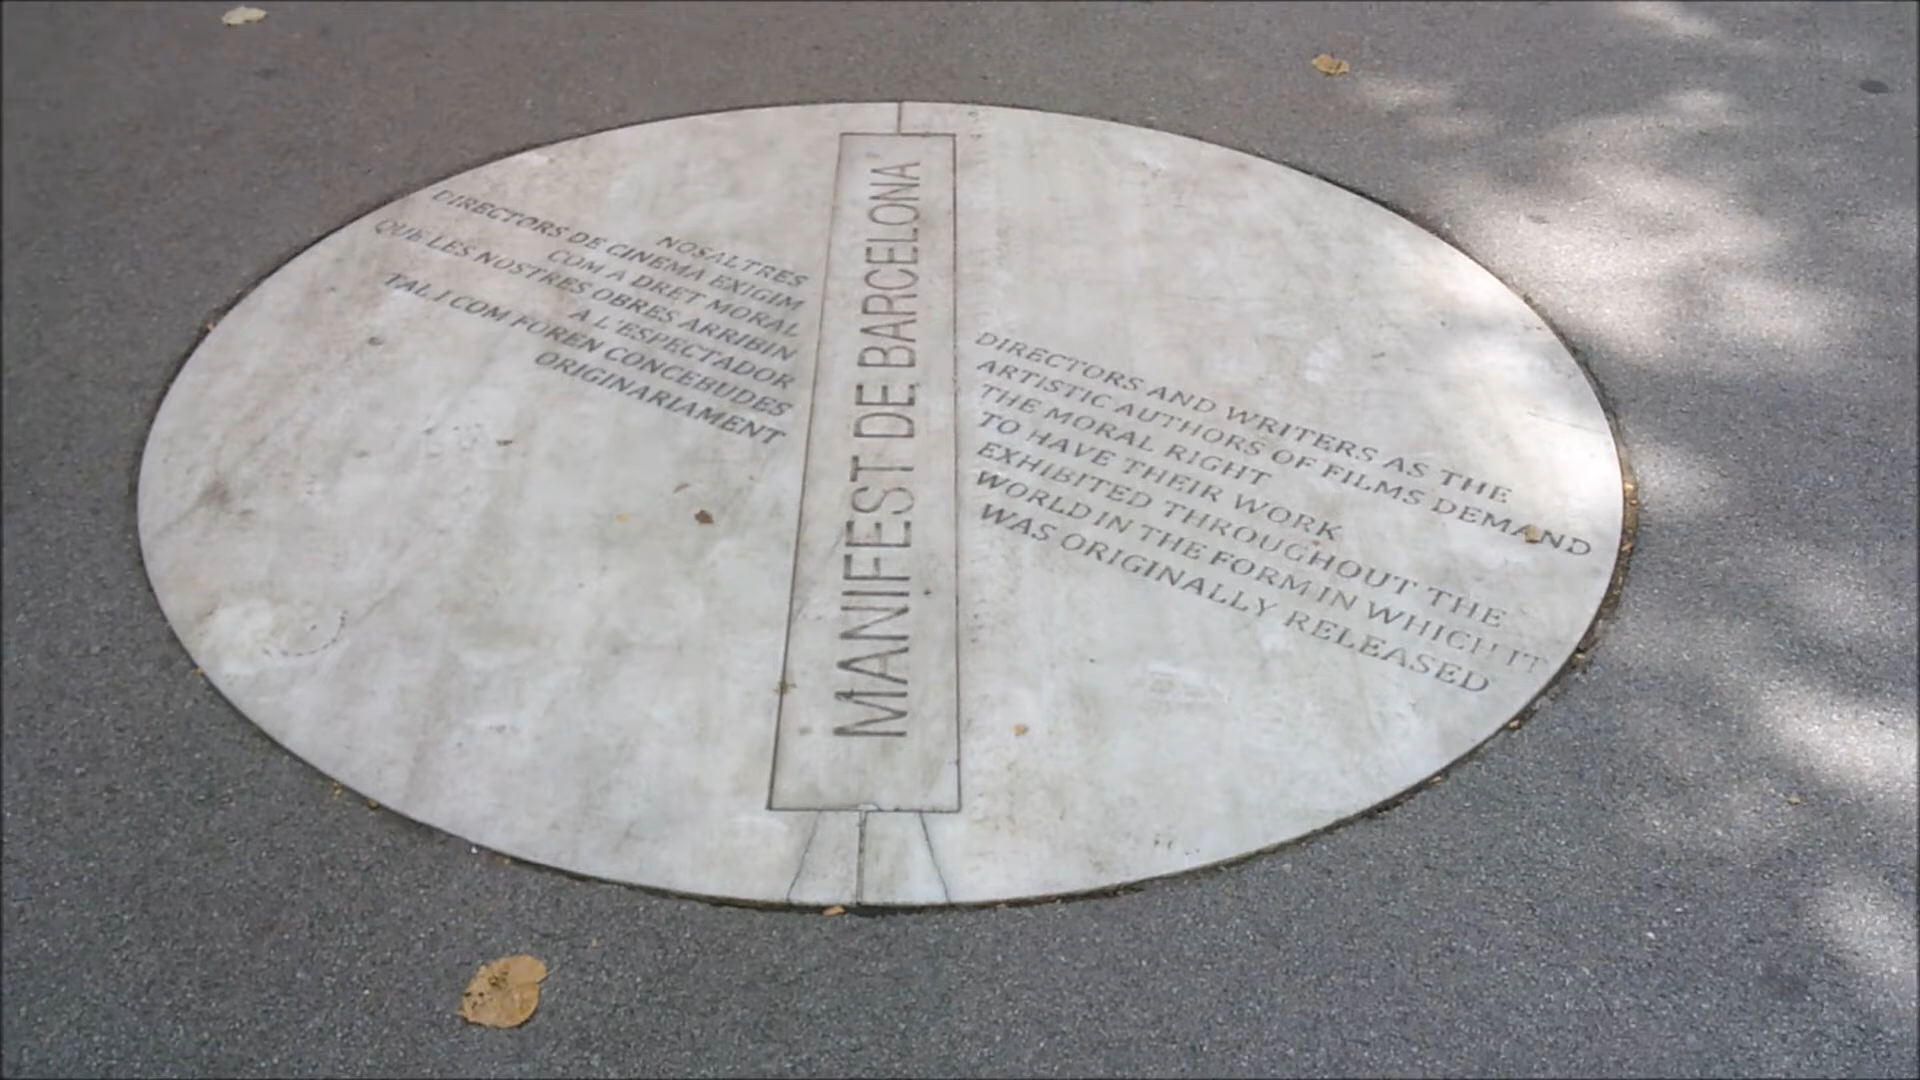 NOSALTRES
DIRECTORS DE CINEMA EXIGIM
COM A DRET MORAL
QUE LES NOSTRES OBRES ARRIBIN
A L'ESPECTADOR
TAL I COM FOREN CONCEBUDES
ORIGINARIAMENT
MANIFEST DE BARCELONA'
DIRECTORS AND WRITERS AS THE
ARTISTIC AUTHORS OF FILMS DEMAND
THE MORAL RIGHT
TO HAVE THEIR WORK
EXHIBITED THROUGHOUT THE
WORLD IN THE FORM IN WHICH IT
WAS ORIGINALLY RELEASED